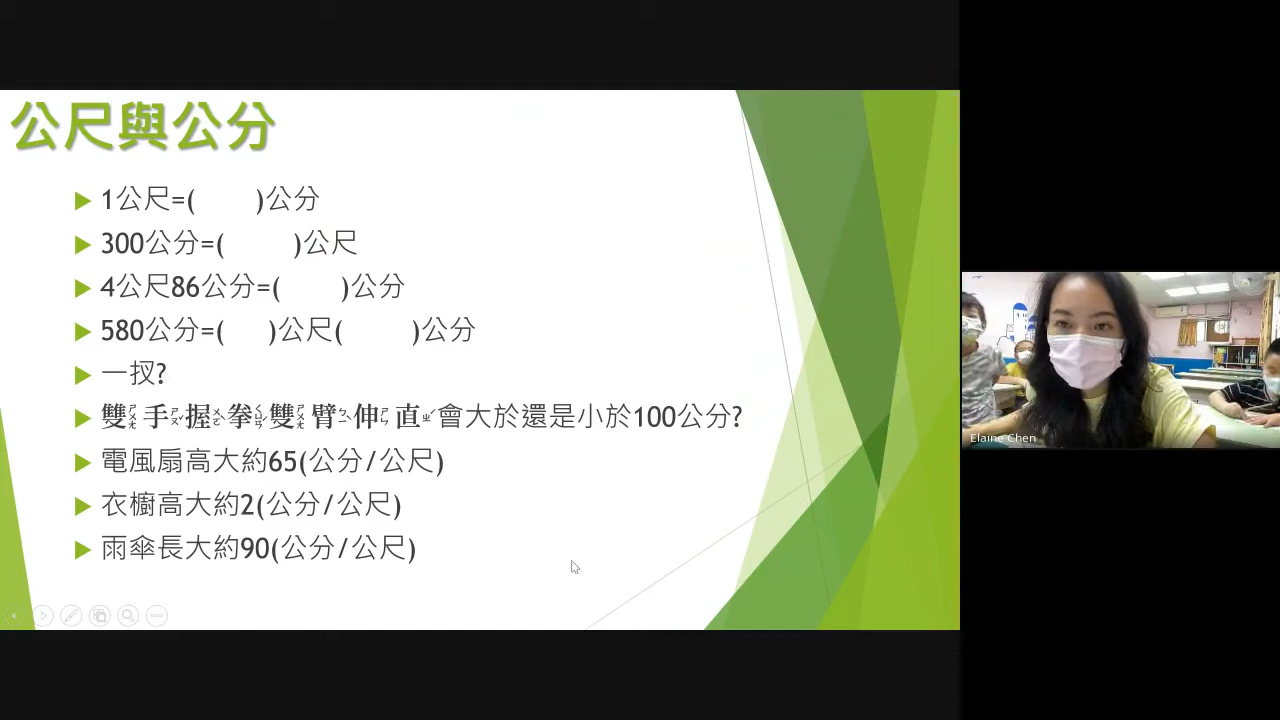 公尺與公分
1公尺=( )公分
300公分=( )公尺
4公尺86公分=( )公分
580公分=( )公尺( )公分
一扠?
雙手握拳雙臂伸直會大於還是小於100公分?
電風扇高大約65(公分/公尺)
衣櫥高大約2(公分/公尺)
雨傘長大約90(公分/公尺)
Elaine Chen